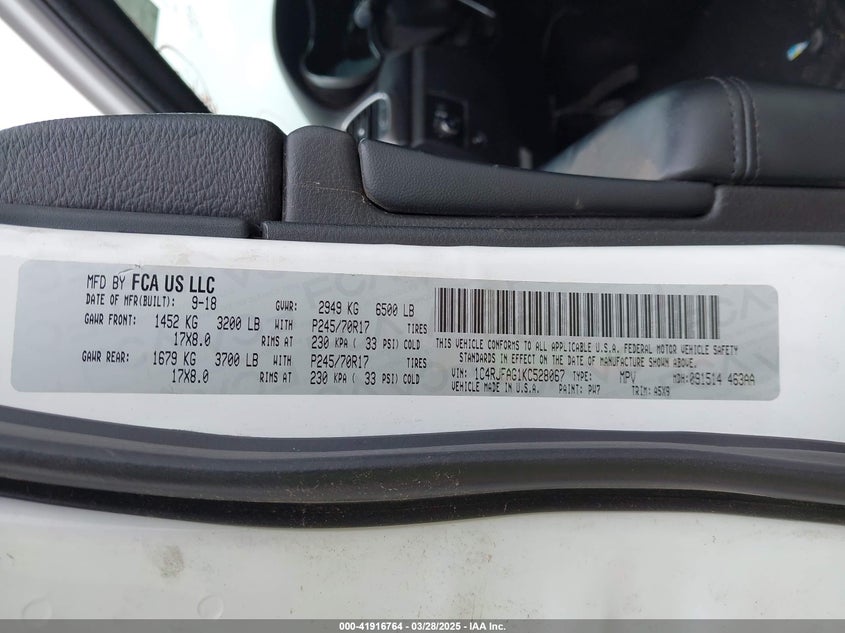 MFD BY FCA US LLC
DATE OF MFR(BUILT): 9-18 GVWR: 2949 KG 6500 LB
GAWR FRONT: 1452 KG 3200 LB WITH P245/70R17 TIRES
17X8.0 RIMS AT 230 KPA ( 33 PSI) COLD
GAWR REAR: 1679 KG 3700 LB WITH P245/70R17 TIRES
17X8.0 RIMS AT 230 KPA ( 33 PSI) COLD
THIS VEHICLE CONFORMS TO ALL APPLICABLE U.S.A. FEDERAL MOTOR VEHICLE SAFETY
STANDARDS IN EFFECT ON THE DATE OF MANUFACTURE SHOWN ABOVE.
VIN: 1C4RJFAG1KC528067 TYPE: MPV MDH: 091514 463AA
VEHICLE MADE IN U.S.A. PAINT: PW7 TRIM: A5X9
000-41916764 — 03/28/2025 — IAA Inc.